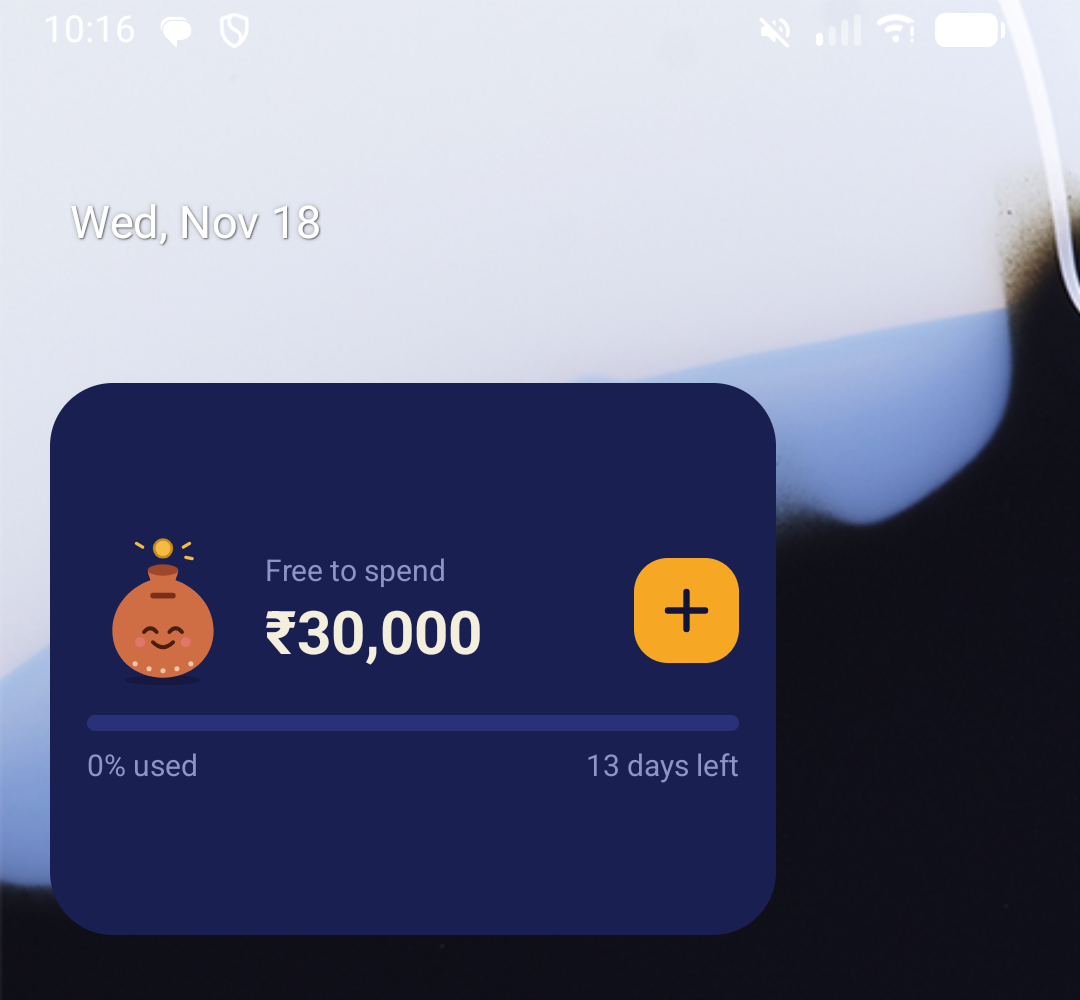 10:16
Wed, Nov 18
Free to spend
₹30,000
0% used
13 days left